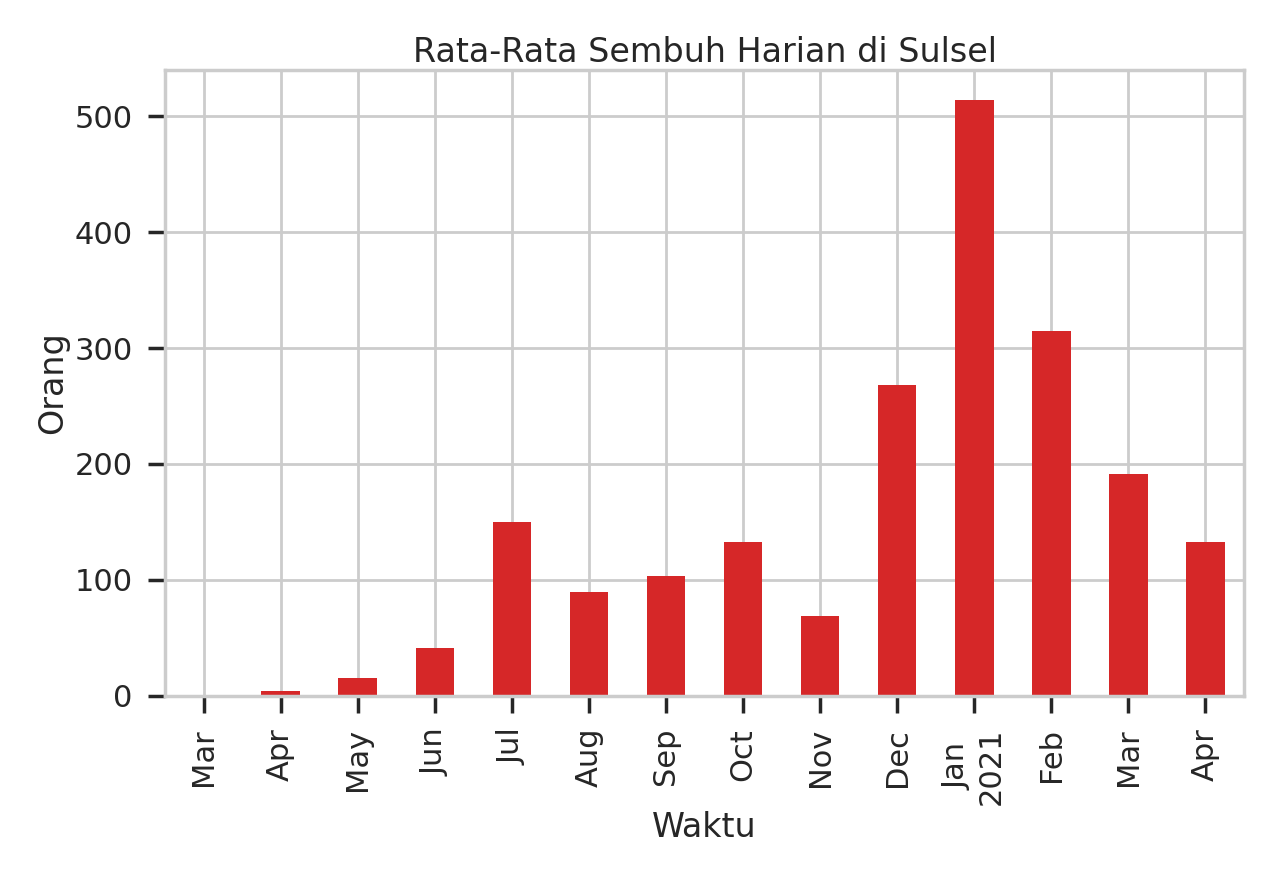 Rata-Rata Sembuh Harian di Sulsel
Orang
500
400
300
200
100
0
Mar
Apr
May
Jun
Jul
Aug
Sep
Oct
Nov
Dec
Jan
2021
Feb
Mar
Apr
Waktu